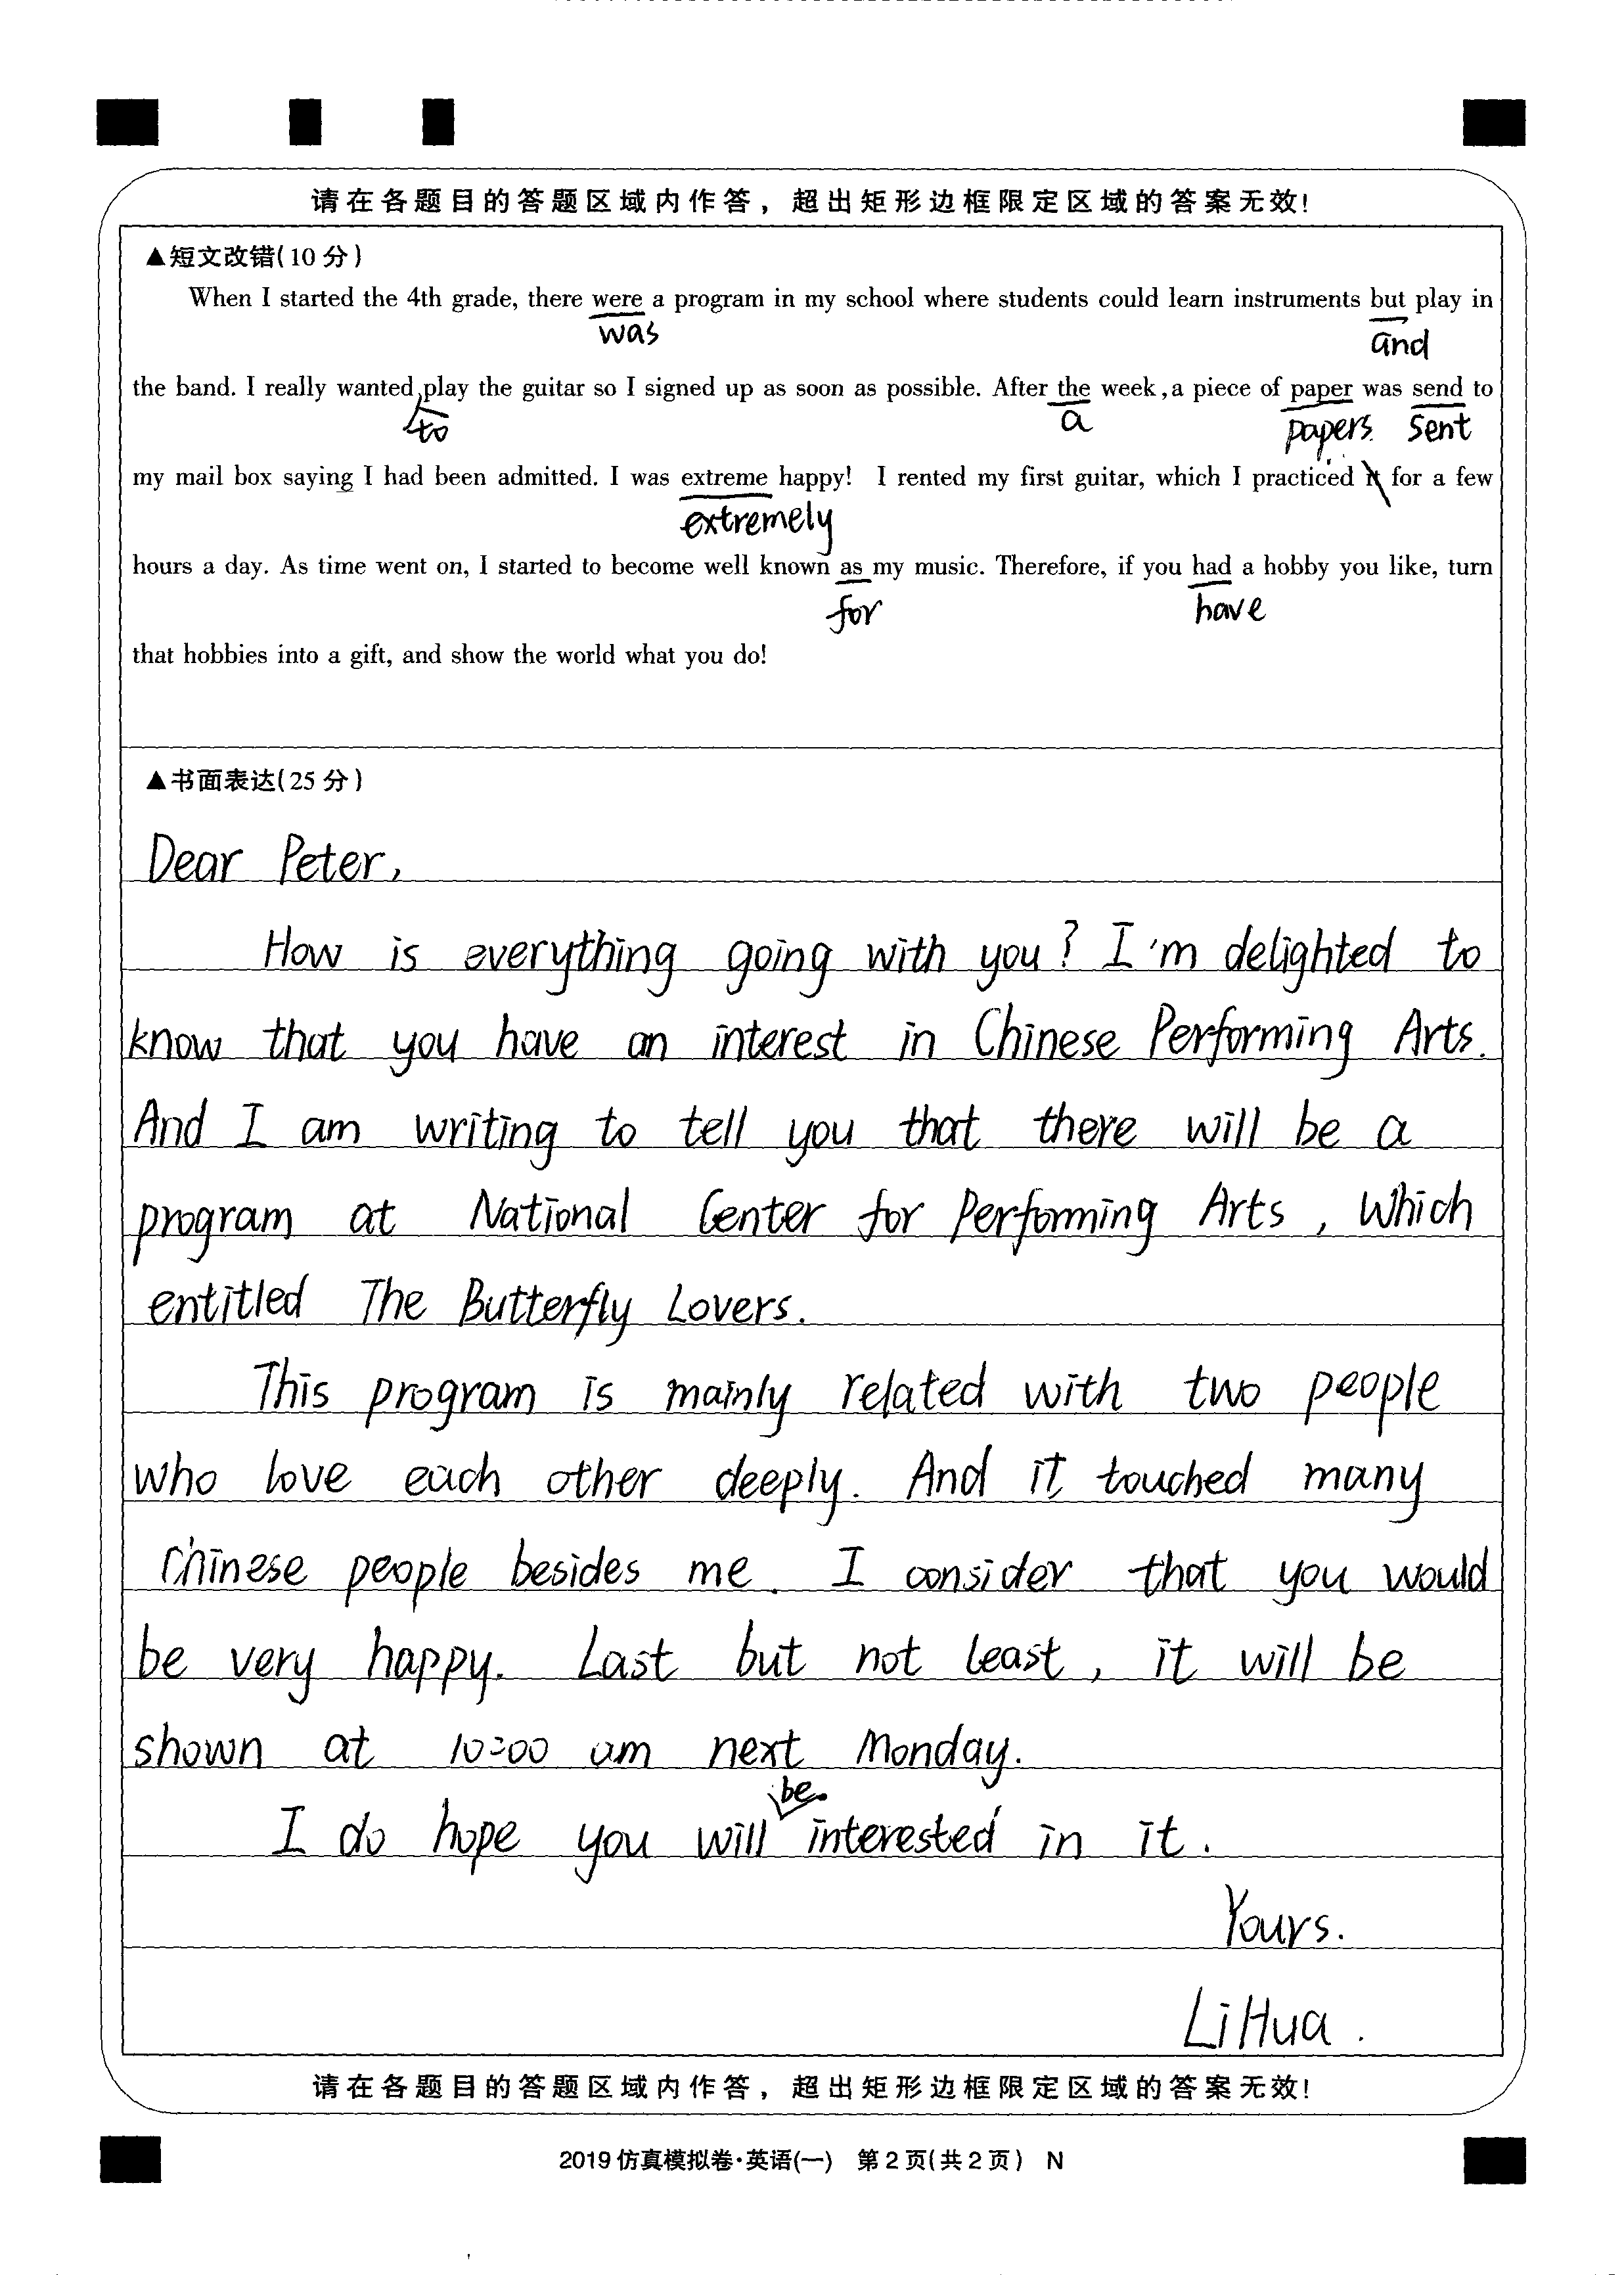 请在各题目的答题区域内作答，超出矩形边框限定区域的答案无效！
▲短文改错(10分)
When I started the 4th grade, there were a program in my school where students could learn instruments but play in
was
and
the band. I really wanted play the guitar so I signed up as soon as possible. After the week, a piece of paper was send to
to
a
papers.
sent
my mail box saying I had been admitted. I was extreme happy! I rented my first guitar, which I practiced it for a few
extremely
hours a day. As time went on, I started to become well known as my music. Therefore, if you had a hobby you like, turn
for
have
that hobbies into a gift, and show the world what you do!
▲书面表达(25分)
Dear Peter,
How is everything going with you? I'm delighted to
know that you have an interest in Chinese Performing Arts.
And I am writing to tell you that there will be a
program at National Center for Performing Arts, which
entitled The Butterfly Lovers.
This program is mainly related with two people
who love each other deeply. And it touched many
Chinese people besides me. I consider that you would
be very happy. Last but not least, it will be
shown at 10:00 am next Monday.
be
I do hope you will interested in it.
Yours.
Li Hua.
请在各题目的答题区域内作答，超出矩形边框限定区域的答案无效！
2019仿真模拟卷·英语(一) 第2页(共2页) N